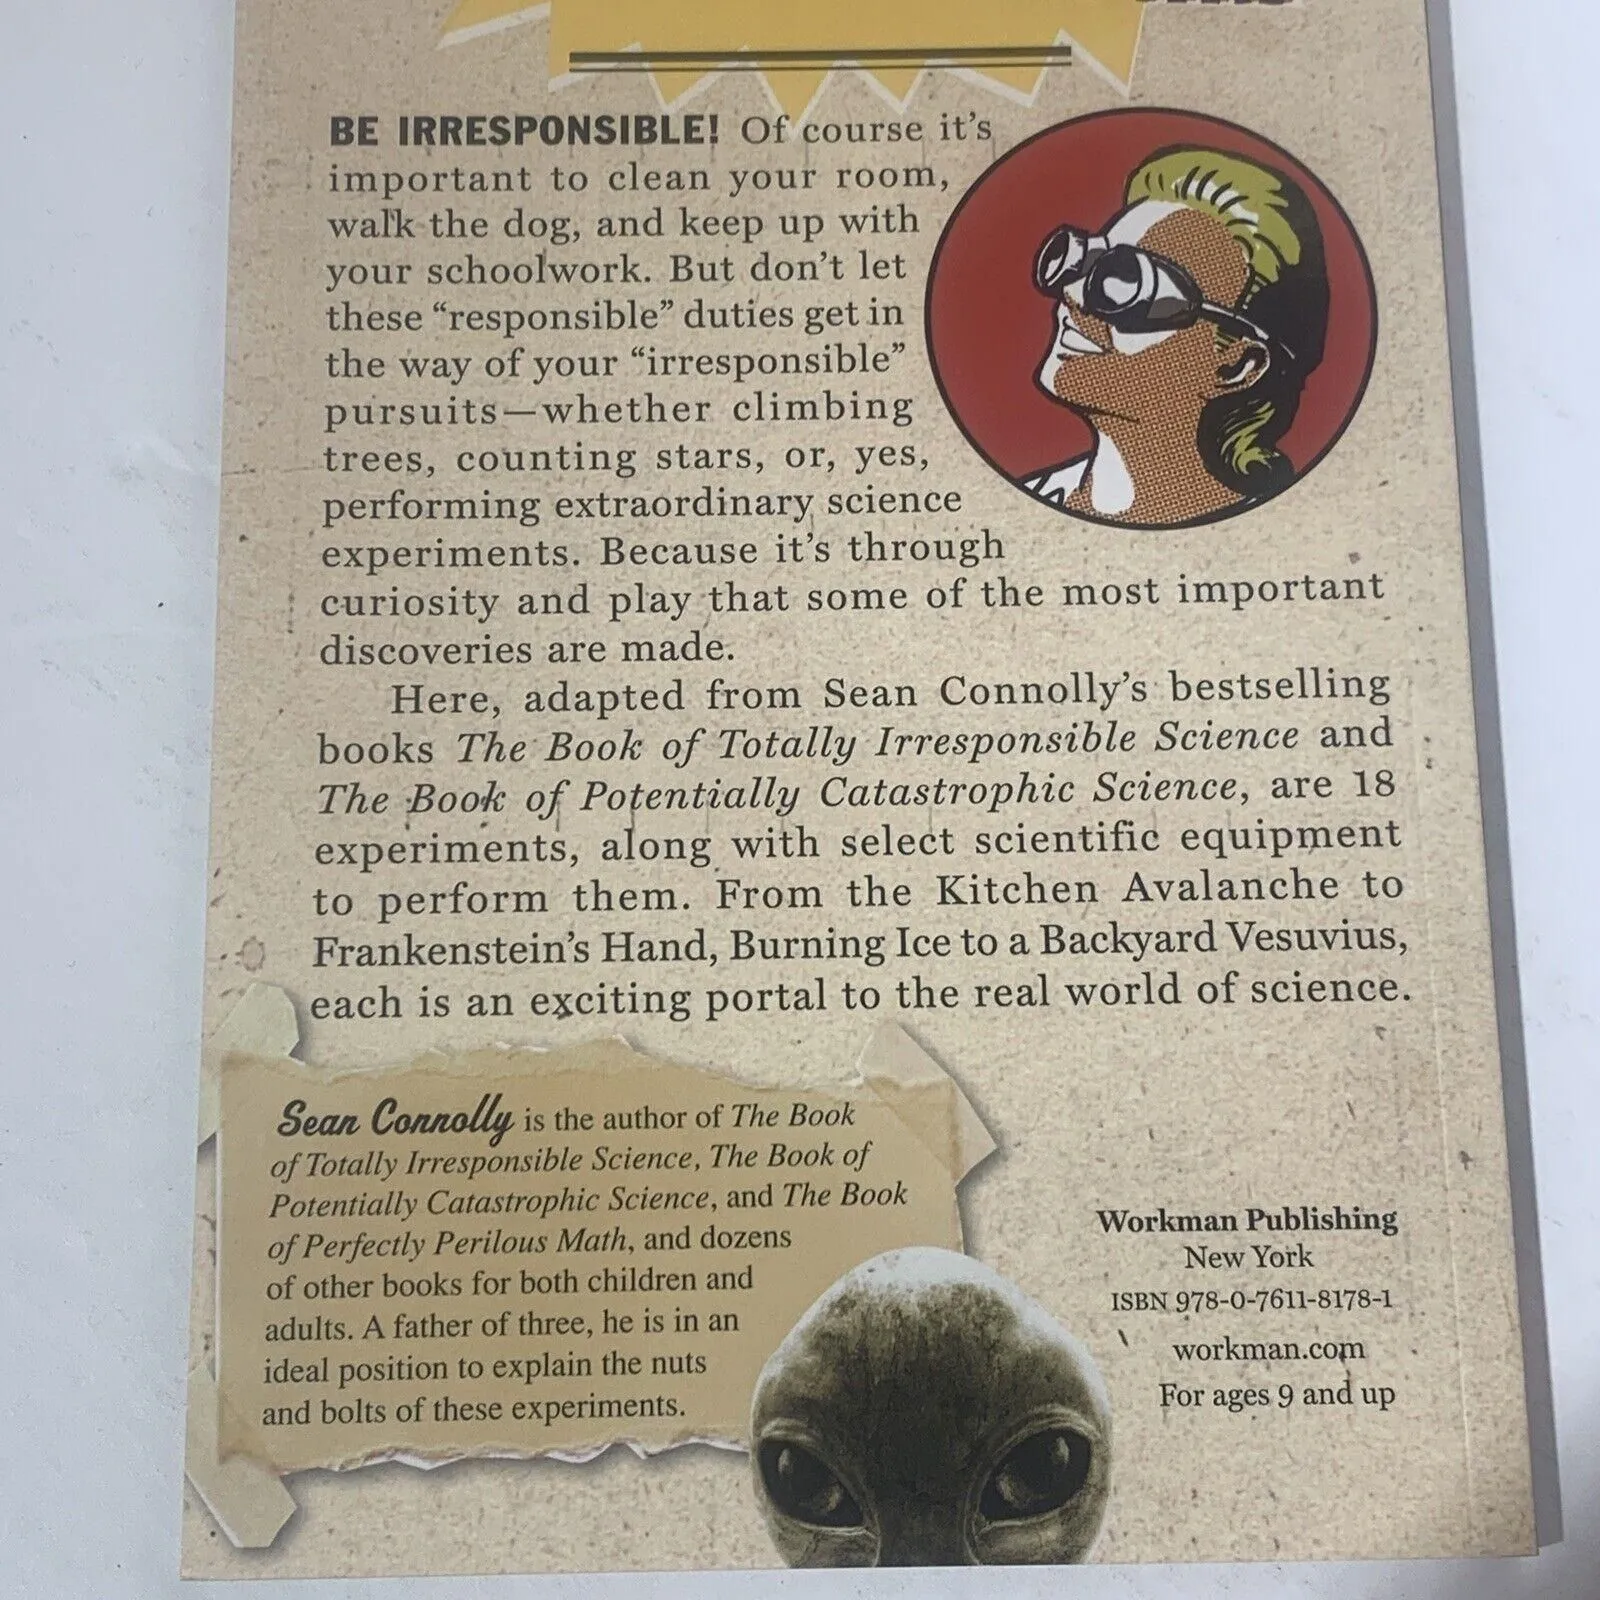 BE IRRESPONSIBLE! Of course it's
important to clean your room,
walk the dog, and keep up with
your schoolwork. But don't let
these “responsible” duties get in
the way of your “irresponsible”
pursuits—whether climbing
trees, counting stars, or, yes,
performing extraordinary science
experiments. Because it's through
curiosity and play that some of the most important
discoveries are made.
Here, adapted from Sean Connolly's bestselling
books The Book of Totally Irresponsible Science and
The Book of Potentially Catastrophic Science, are 18
experiments, along with select scientific equipment
to perform them. From the Kitchen Avalanche to
Frankenstein's Hand, Burning Ice to a Backyard Vesuvius,
each is an exciting portal to the real world of science.
Sean Connolly is the author of The Book
of Totally Irresponsible Science, The Book of
Potentially Catastrophic Science, and The Book
of Perfectly Perilous Math, and dozens
of other books for both children and
adults. A father of three, he is in an
ideal position to explain the nuts
and bolts of these experiments.
Workman Publishing
New York
ISBN 978-0-7611-8178-1
workman.com
For ages 9 and up